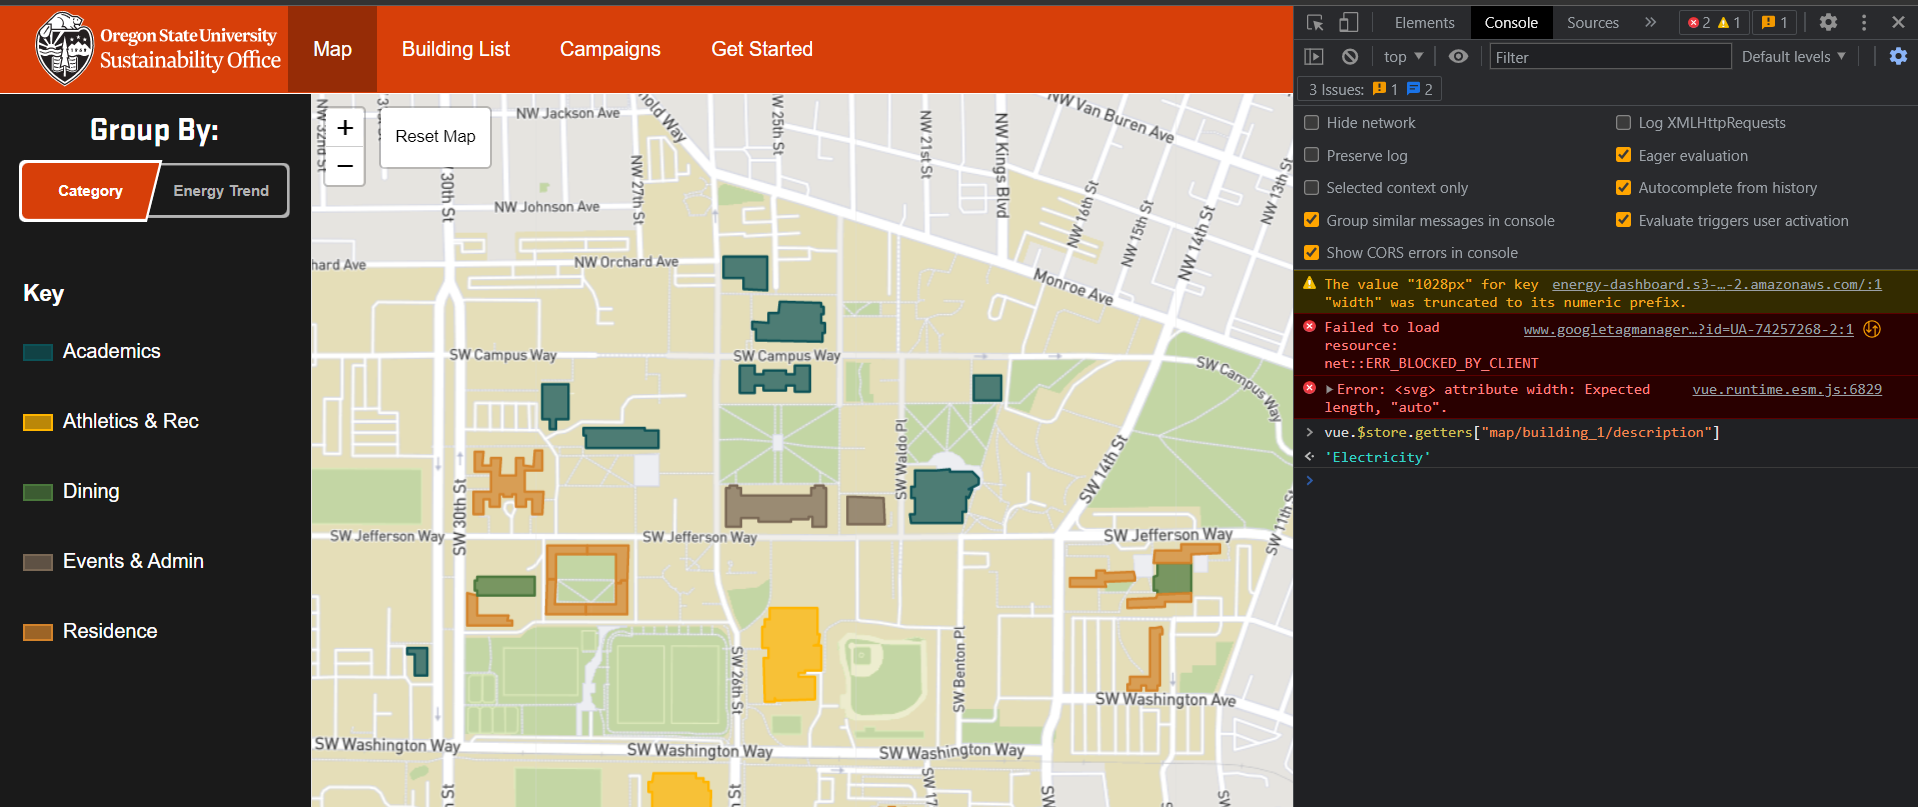 Oregon State University
Sustainability Office
Map
Building List
Campaigns
Get Started
Group By:
Category
Energy Trend
Key
Academics
Athletics & Rec
Dining
Events & Admin
Residence
+
−
Reset Map
NW 32nd St
NW Jackson Ave
NW 25th St
NW 21st St
NW Kings Blvd
NW Van Buren Ave
NW 13th St
30th St
NW 27th St
NW Johnson Ave
NW 16th St
NW 15th St
NW 14th St
hard Ave
NW Orchard Ave
Monroe Ave
SW Campus Way
SW Campus Way
SW Campus Way
SW Waldo Pl
SW 14th St
SW 30th St
SW 11th St
SW Jefferson Way
SW Jefferson Way
SW Jefferson Way
SW 26th St
SW Benton Pl
SW Washington Ave
SW Washington Way
SW Washington Way
SW Washington Way
SW 17
Elements
Console
Sources
»
2
1
1
top
Filter
Default levels
3 Issues:
1
2
Hide network
Log XMLHttpRequests
Preserve log
Eager evaluation
Selected context only
Autocomplete from history
Group similar messages in console
Evaluate triggers user activation
Show CORS errors in console
The value "1028px" for key energy-dashboard.s3-…-2.amazonaws.com/:1
"width" was truncated to its numeric prefix.
Failed to load www.googletagmanager…?id=UA-74257268-2:1
resource:
net::ERR_BLOCKED_BY_CLIENT
Error: <svg> attribute width: Expected vue.runtime.esm.js:6829
length, "auto".
vue.$store.getters["map/building_1/description"]
'Electricity'